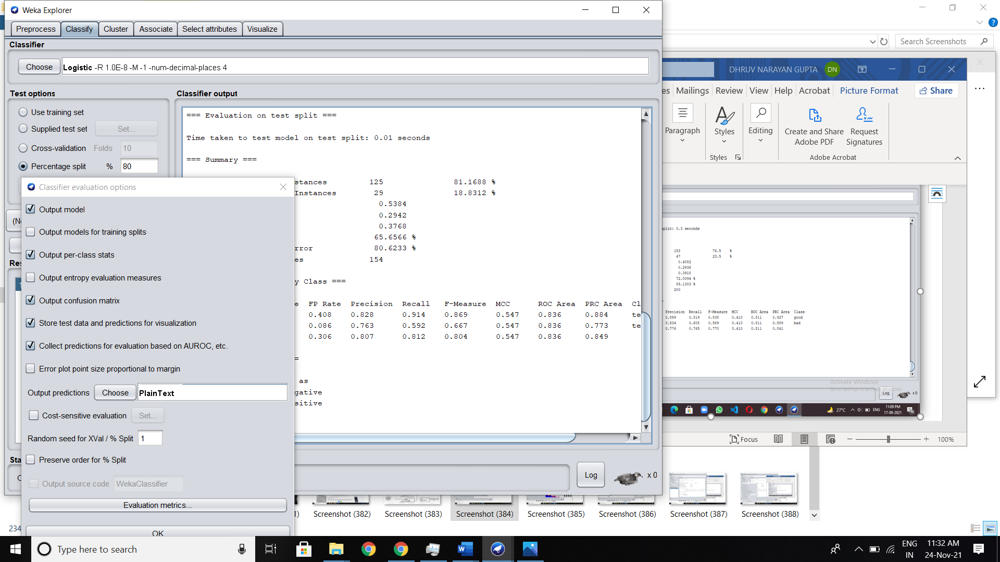 Weka Explorer
Preprocess Classify Cluster Associate Select attributes Visualize
Classifier
Choose Logistic -R 1.0E-8 -M -1 -num-decimal-places 4
Test options
Use training set
Supplied test set Set...
Cross-validation Folds 10
Percentage split % 80
Classifier output
=== Evaluation on test split ===
Time taken to test model on test split: 0.01 seconds
=== Summary ===
stances 125 81.1688 %
Instances 29 18.8312 %
0.5384
0.2942
0.3768
65.6566 %
rror 80.6233 %
es 154
y Class ===
e FP Rate Precision Recall F-Measure MCC ROC Area PRC Area Cl
0.408 0.828 0.914 0.869 0.547 0.836 0.884 te
0.086 0.763 0.592 0.667 0.547 0.836 0.773 te
0.306 0.807 0.812 0.804 0.547 0.836 0.849
=
as
gative
sitive
Classifier evaluation options
Output model
Output models for training splits
Output per-class stats
Output entropy evaluation measures
Output confusion matrix
Store test data and predictions for visualization
Collect predictions for evaluation based on AUROC, etc.
Error plot point size proportional to margin
Output predictions Choose PlainText
Cost-sensitive evaluation Set...
Random seed for XVal / % Split 1
Preserve order for % Split
Output source code WekaClassifier
Evaluation metrics...
OK
(N
Res
Sta
Log x 0
Search Screenshots
DHRUV NARAYAN GUPTA DN
es Mailings Review View Help Acrobat Picture Format Share
Paragraph
Styles
Editing
Create and Share
Adobe PDF
Request
Signatures
Styles
Adobe Acrobat
plit: 0.3 seconds
153 76.5 %
47 23.5 %
0.4082
0.2936
0.3918
72.0094 %
89.1303 %
200
Precision Recall F-Measure MCC ROC Area PRC Area Class
0.859 0.819 0.838 0.410 0.811 0.927 good
0.534 0.608 0.569 0.410 0.811 0.589 bad
0.776 0.765 0.770 0.410 0.811 0.841
Activate Windows
Go to Settings to activate Windows.
Log x 0
27°C ENG 11:09 PM
17-09-2021 19
Focus 100%
1) Screenshot (382) Screenshot (383) Screenshot (384) Screenshot (385) Screenshot (386) Screenshot (387) Screenshot (388)
234
Type here to search
ENG
IN
11:32 AM
24-Nov-21